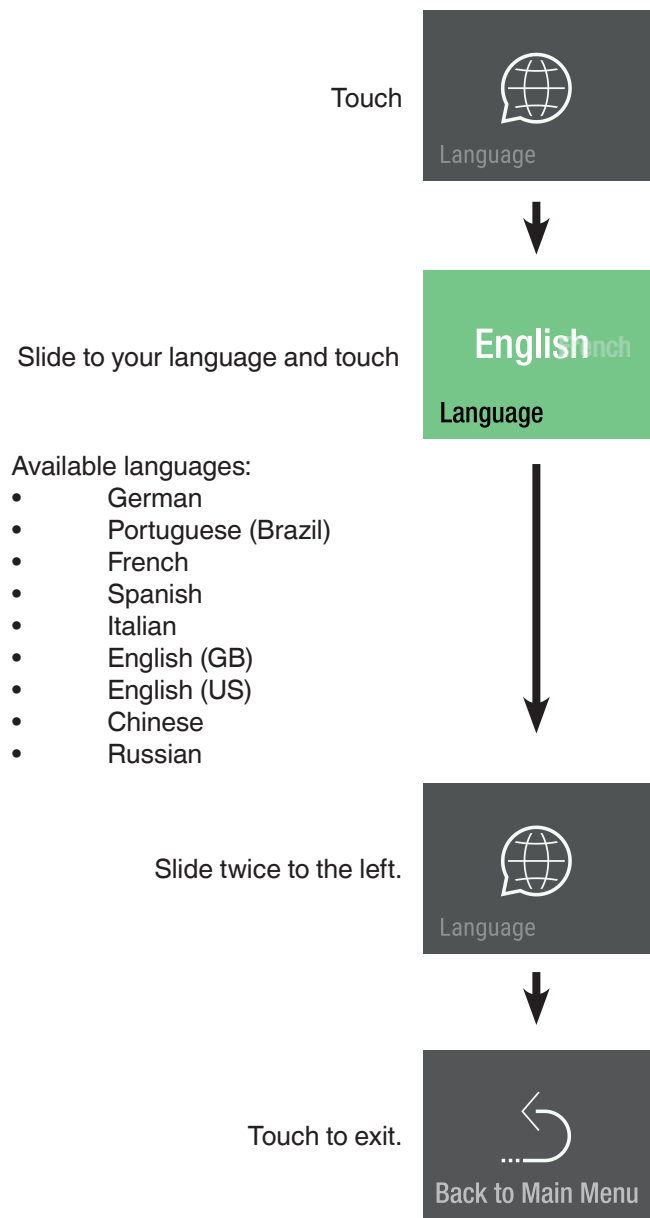 Touch
Language
Slide to your language and touch
English
French
Language
Available languages:
• German
• Portuguese (Brazil)
• French
• Spanish
• Italian
• English (GB)
• English (US)
• Chinese
• Russian
Slide twice to the left.
Language
Touch to exit.
Back to Main Menu